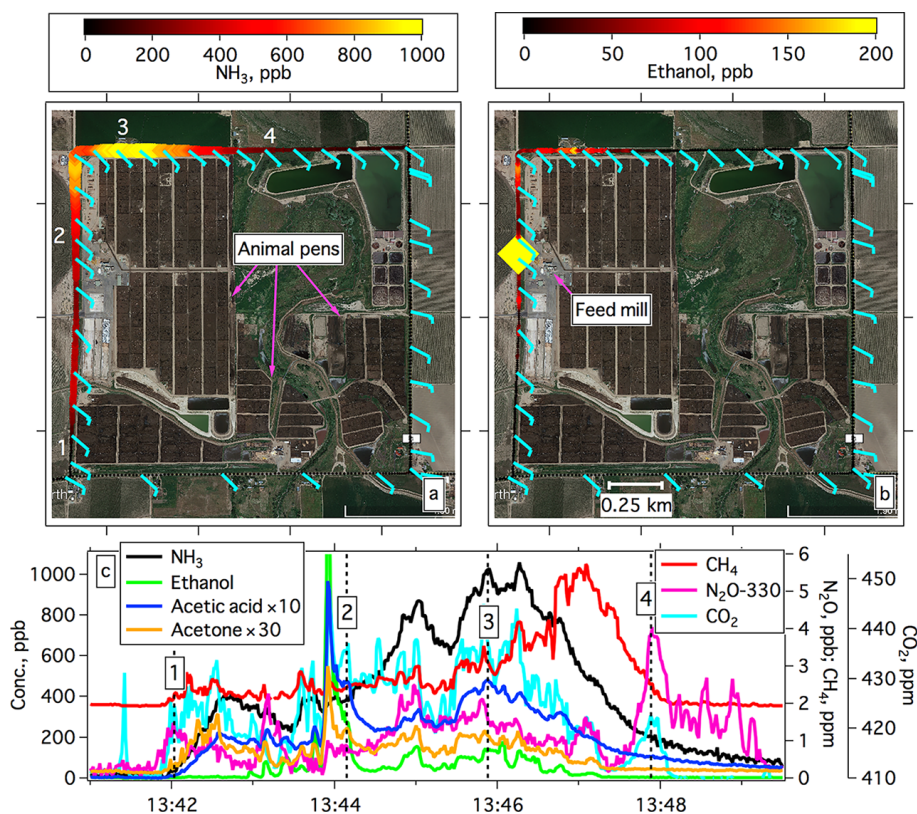 0 200 400 600 800 1000
NH₃, ppb
0 50 100 150 200
Ethanol, ppb
3
4
2
Animal pens
1
a
Feed mill
0.25 km
b
c
NH₃
Ethanol
Acetic acid ×10
Acetone ×30
CH₄
N₂O-330
CO₂
1
2
3
4
1000
800
600
400
200
0
Conc., ppb
6
5
4
3
2
1
0
N₂O, ppb; CH₄, ppm
450
440
430
420
410
CO₂, ppm
13:42 13:44 13:46 13:48